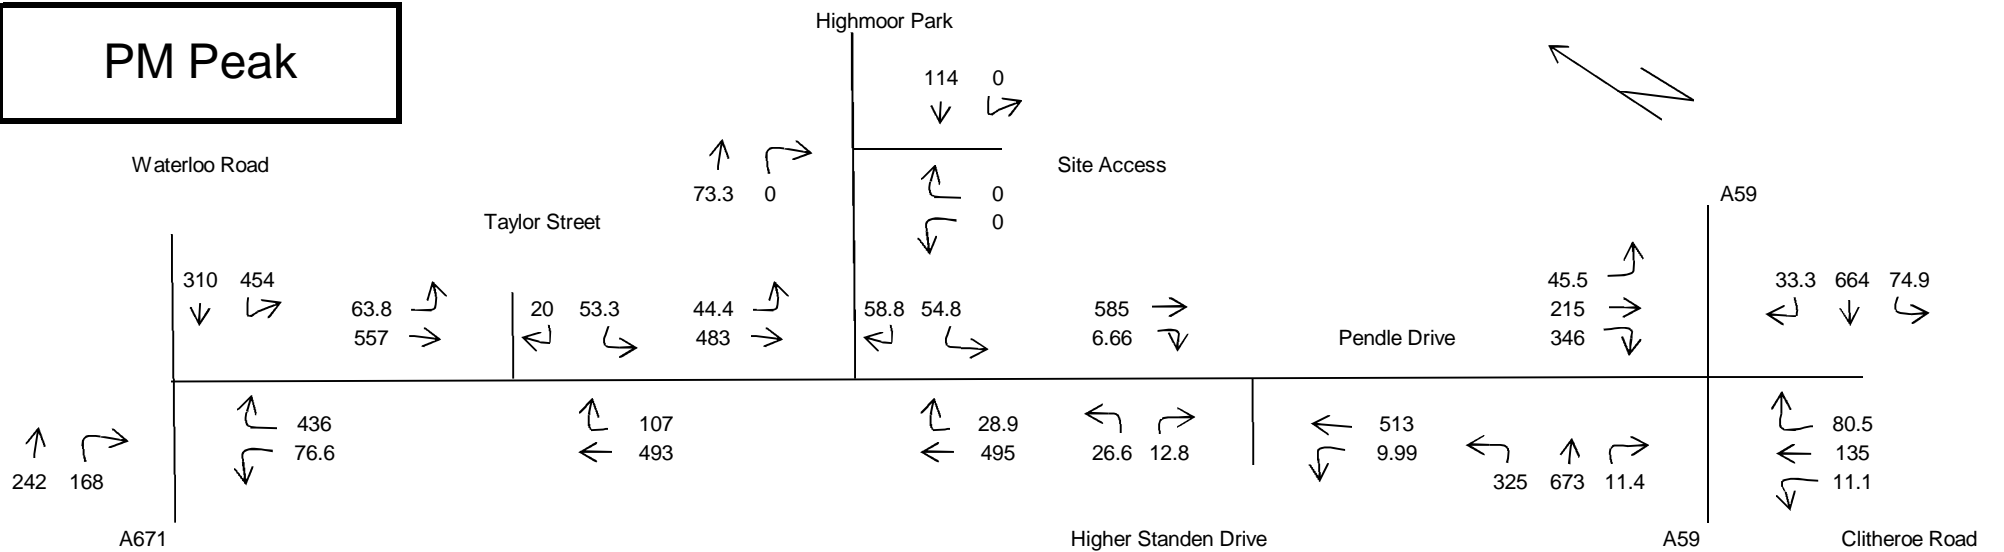 Highmoor Park
PM Peak
114 0
Waterloo Road
Site Access
73.3 0
0
A59
Taylor Street
0
310 454
45.5
33.3 664 74.9
63.8
20 53.3
44.4
58.8 54.8
585
215
557
483
6.66
Pendle Drive
346
436
107
28.9
513
80.5
76.6
493
495
26.6 12.8
9.99
135
242 168
325 673 11.4
11.1
A671
Higher Standen Drive
A59
Clitheroe Road